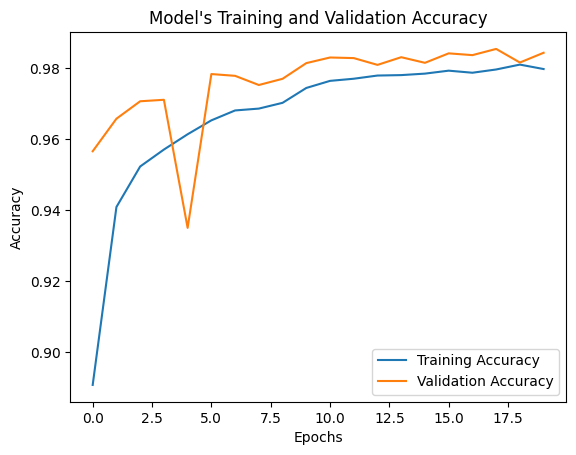 Model's Training and Validation Accuracy
Accuracy
0.98
0.96
0.94
0.92
0.90
Training Accuracy
Validation Accuracy
0.0 2.5 5.0 7.5 10.0 12.5 15.0 17.5
Epochs